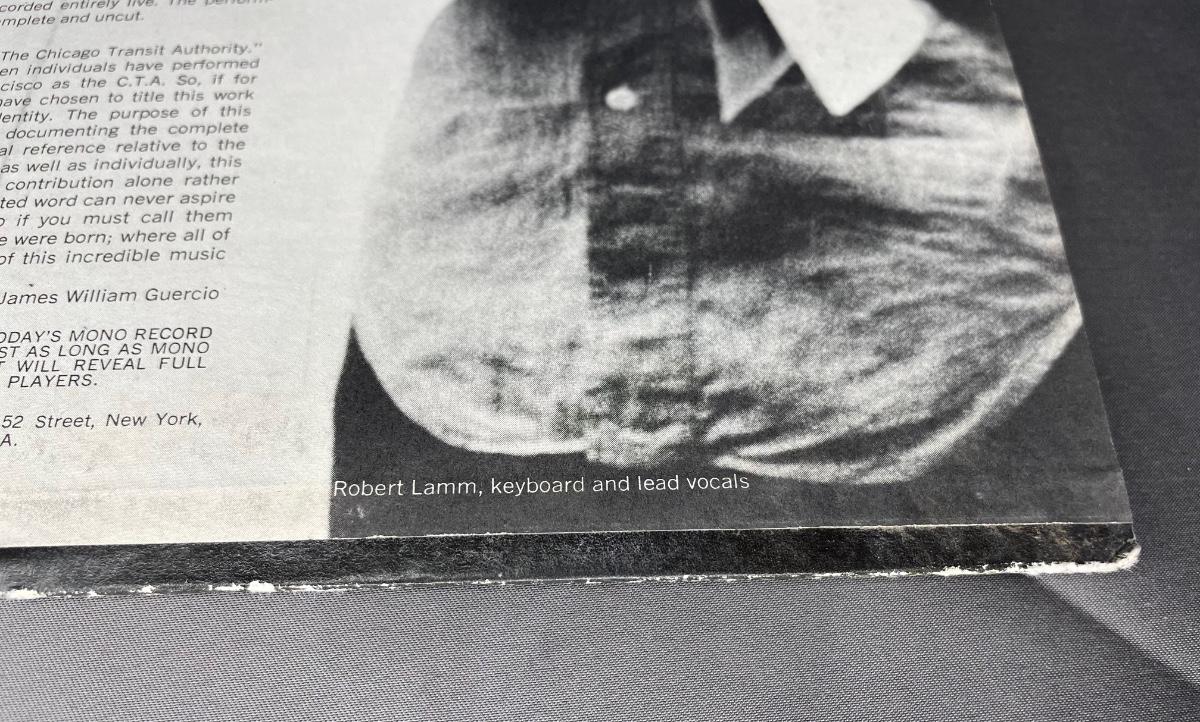 corded entirely live. The perform-
mplete and uncut.
The Chicago Transit Authority."
en individuals have performed
cisco as the C.T.A. So, if for
have chosen to title this work
dentity. The purpose of this
documenting the complete
al reference relative to the
as well as individually, this
contribution alone rather
ted word can never aspire
o if you must call them
e were born; where all of
of this incredible music
James William Guercio
ODAY'S MONO RECORD
ST AS LONG AS MONO
T WILL REVEAL FULL
PLAYERS.
52 Street, New York,
A.
Robert Lamm, keyboard and lead vocals